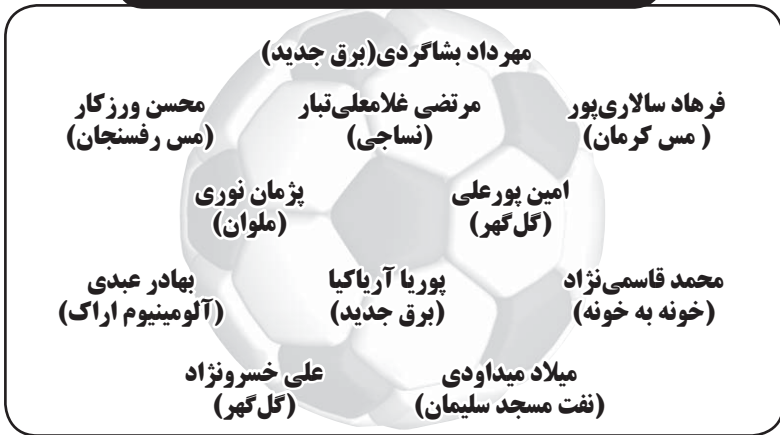 مهرداد بشاگردی(برق جدید)
فرهاد سالاری‌پور مرتضی غلامعلی‌تبار محسن ورزکار
( مس کرمان) (نساجی) (مس رفسنجان)
امین پورعلی پژمان نوری
(گل‌گهر) (ملوان)
محمد قاسمی‌نژاد پوریا آریاکیا بهادر عبدی
(خونه به خونه) (برق جدید) (آلومینیوم اراک)
میلاد میداودی علی خسرونژاد
(نفت مسجد سلیمان) (گل‌گهر)